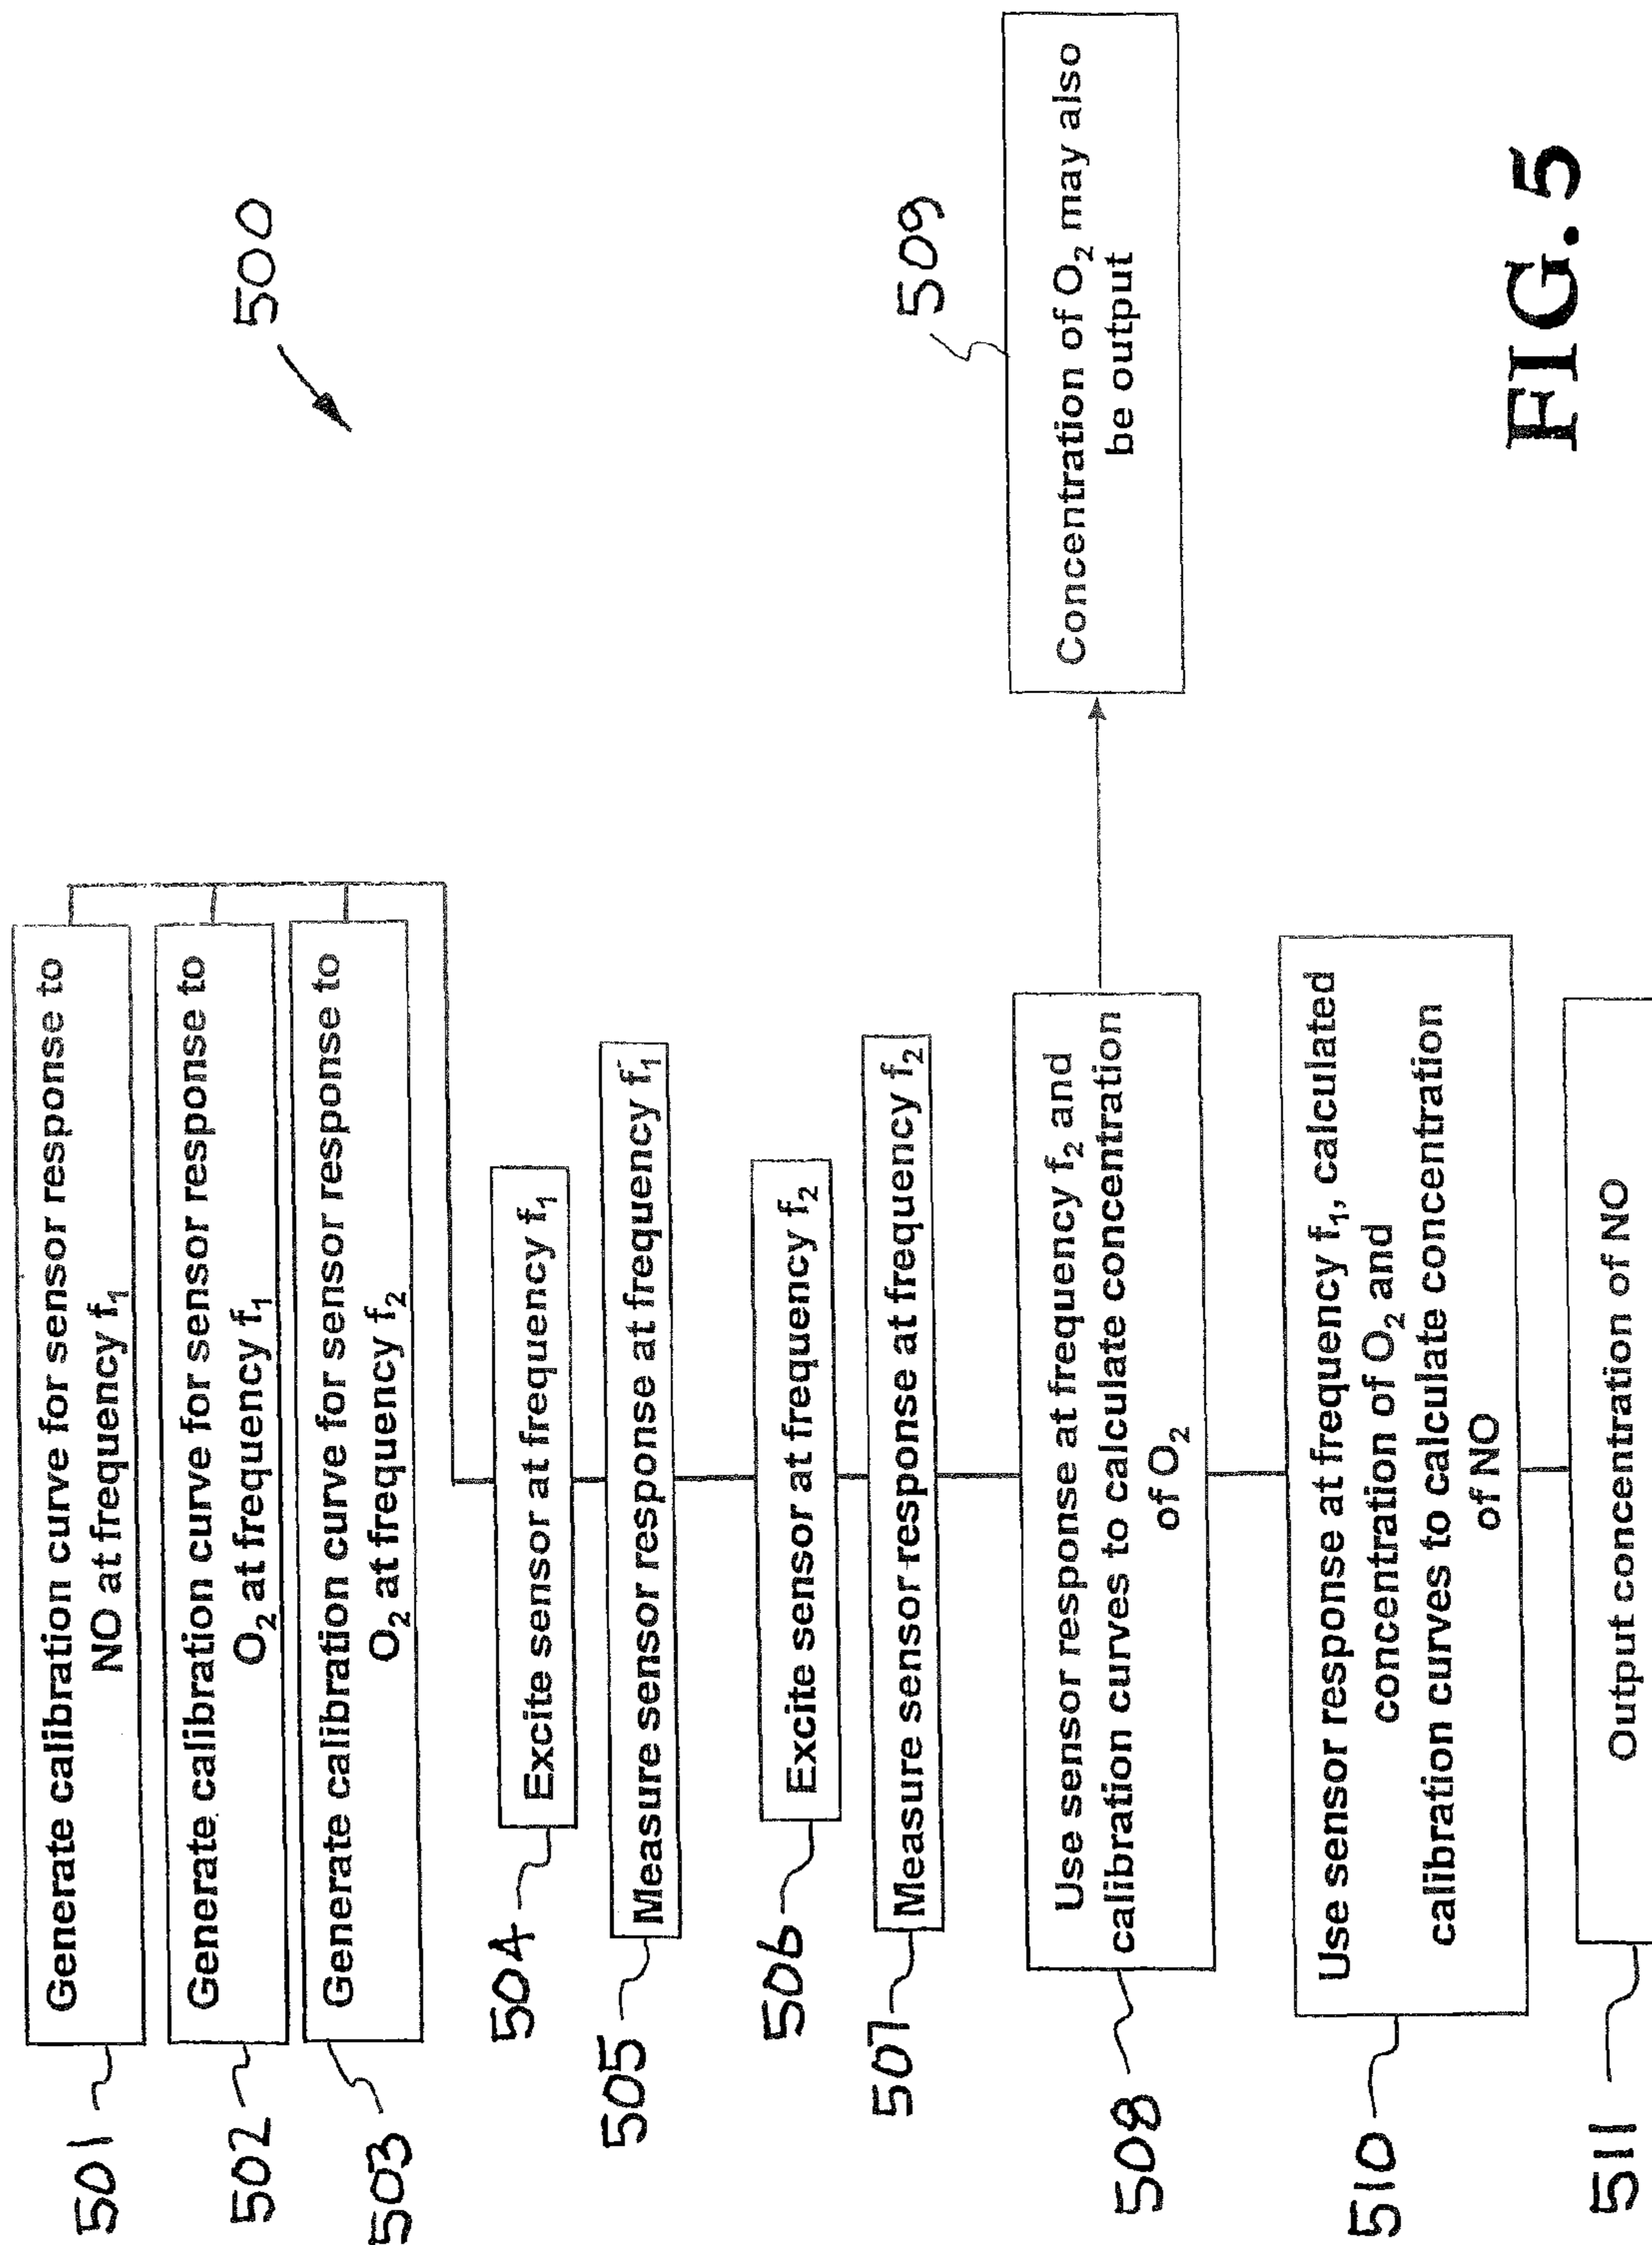 500
501
Generate calibration curve for sensor response to
NO at frequency f₁
502
Generate calibration curve for sensor response to
O₂ at frequency f₁
503
Generate calibration curve for sensor response to
O₂ at frequency f₂
504
Excite sensor at frequency f₁
505
Measure sensor response at frequency f₁
506
Excite sensor at frequency f₂
507
Measure sensor response at frequency f₂
508
Use sensor response at frequency f₂ and
calibration curves to calculate concentration
of O₂
509
Concentration of O₂ may also
be output
510
Use sensor response at frequency f₁, calculated
concentration of O₂ and
calibration curves to calculate concentration
of NO
511
Output concentration of NO
FIG. 5